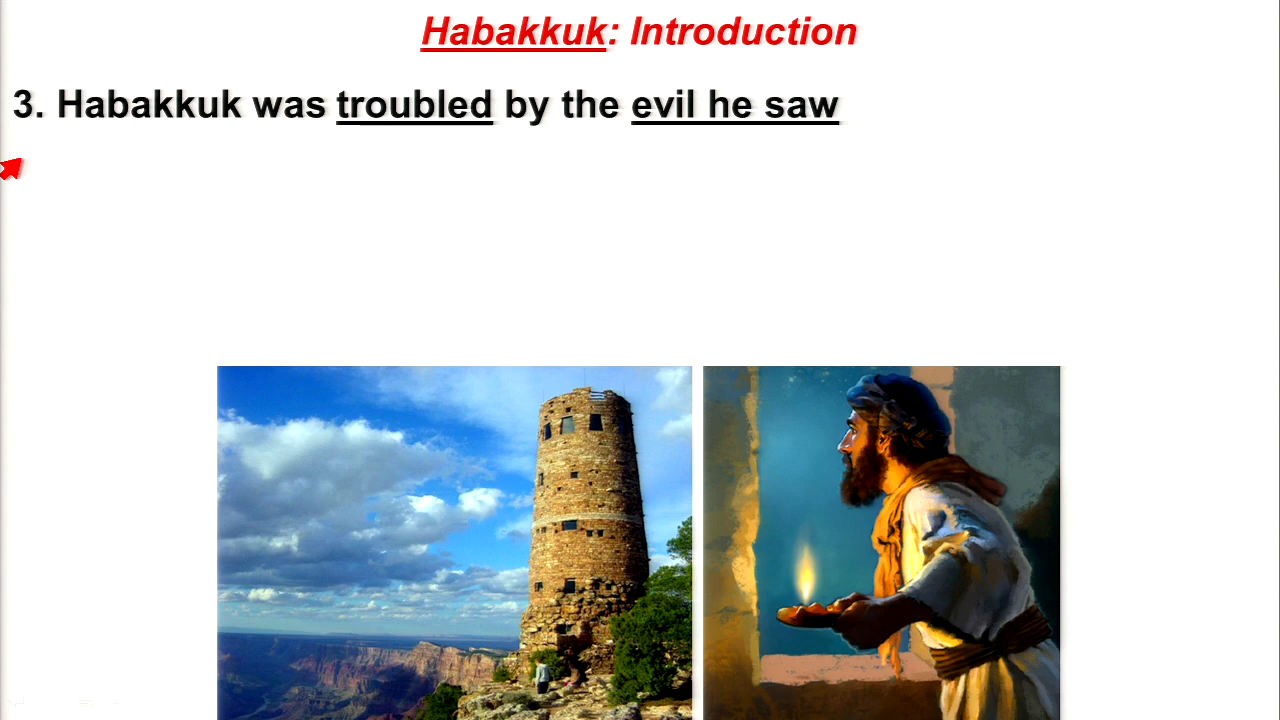 Habakkuk: Introduction
3. Habakkuk was troubled by the evil he saw